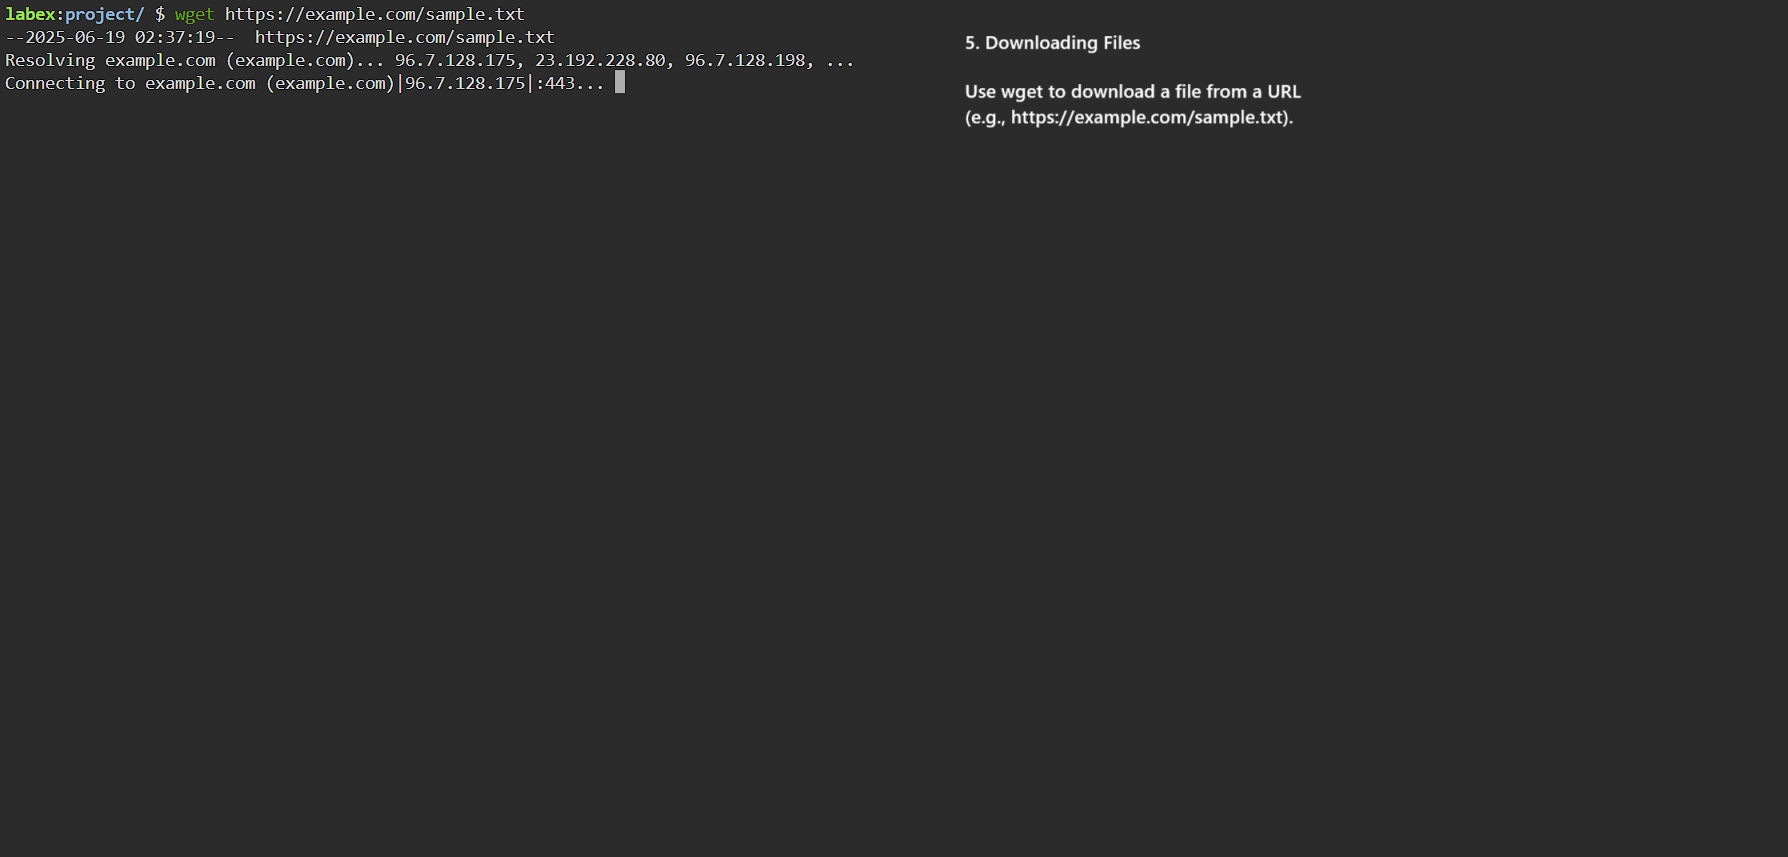 labex:project/ $ wget https://example.com/sample.txt
--2025-06-19 02:37:19--  https://example.com/sample.txt
Resolving example.com (example.com)... 96.7.128.175, 23.192.228.80, 96.7.128.198, ...
Connecting to example.com (example.com)|96.7.128.175|:443...
5. Downloading Files
Use wget to download a file from a URL
(e.g., https://example.com/sample.txt).